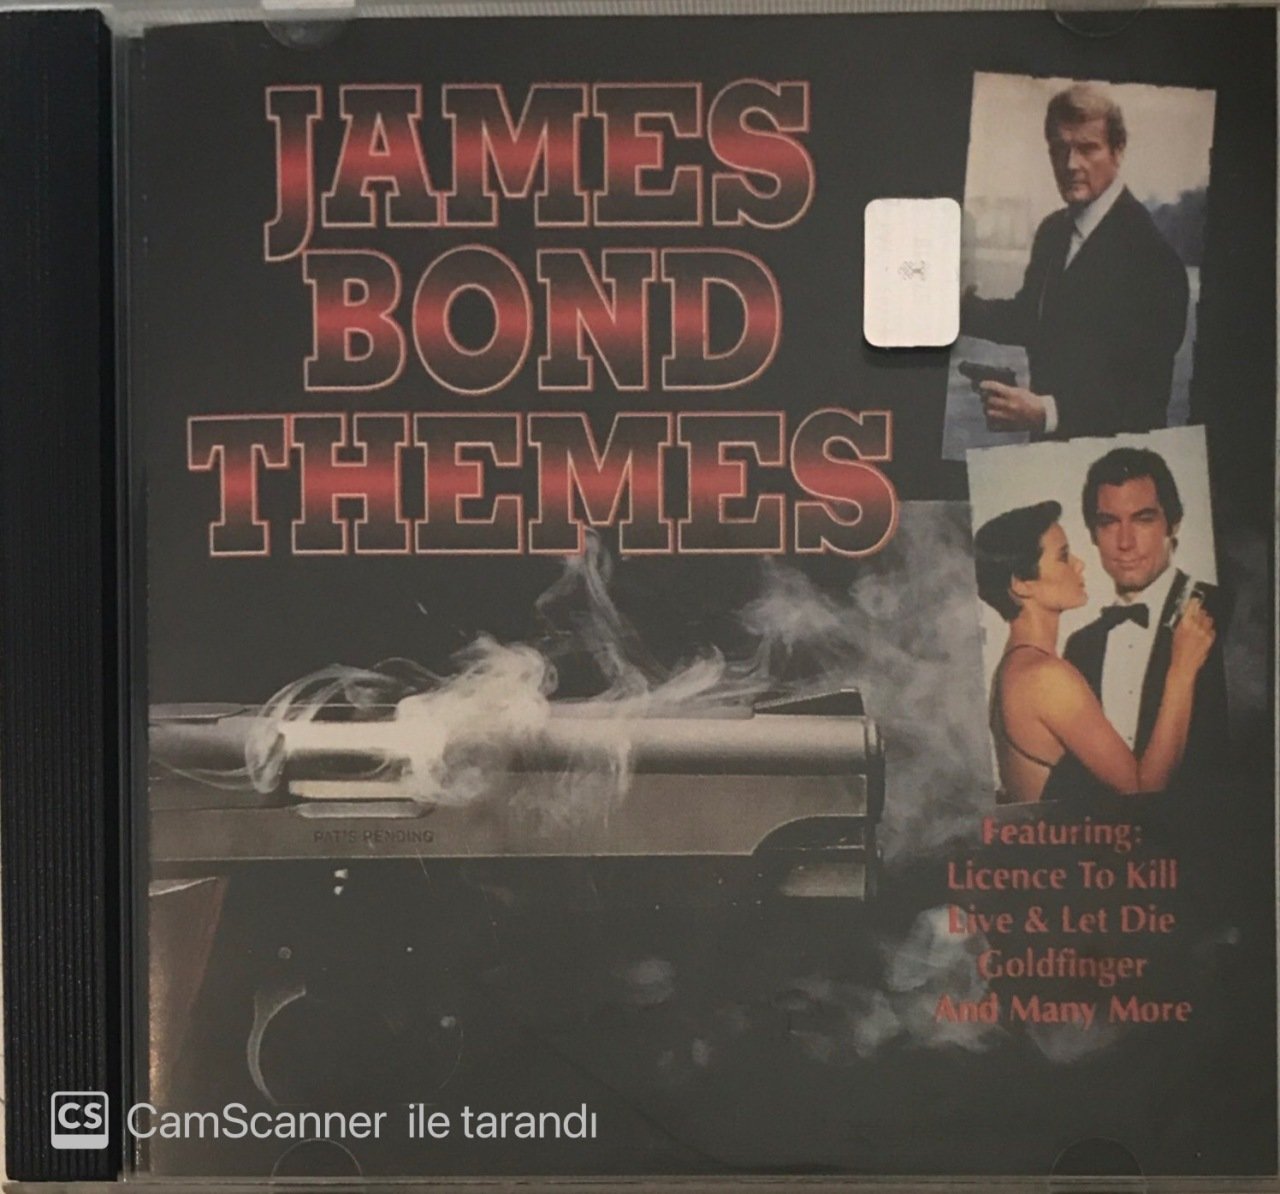 JAMES
BOND
THEMES
PAT'S PENDING
Featuring:
Licence To Kill
Live & Let Die
Goldfinger
And Many More
CS CamScanner ile tarandı